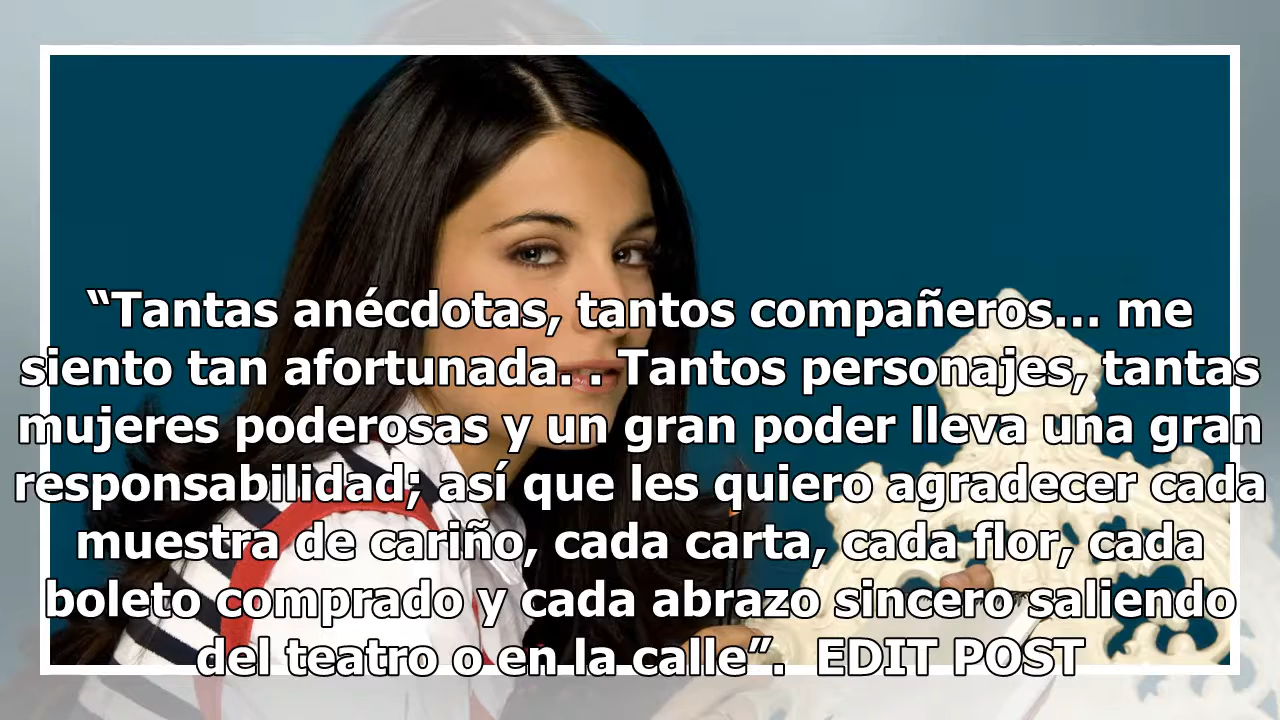 “Tantas anécdotas, tantos compañeros... me
siento tan afortunada. . Tantos personajes, tantas
mujeres poderosas y un gran poder lleva una gran
responsabilidad; así que les quiero agradecer cada
muestra de cariño, cada carta, cada flor, cada
boleto comprado y cada abrazo sincero saliendo
del teatro o en la calle”.  EDIT POST